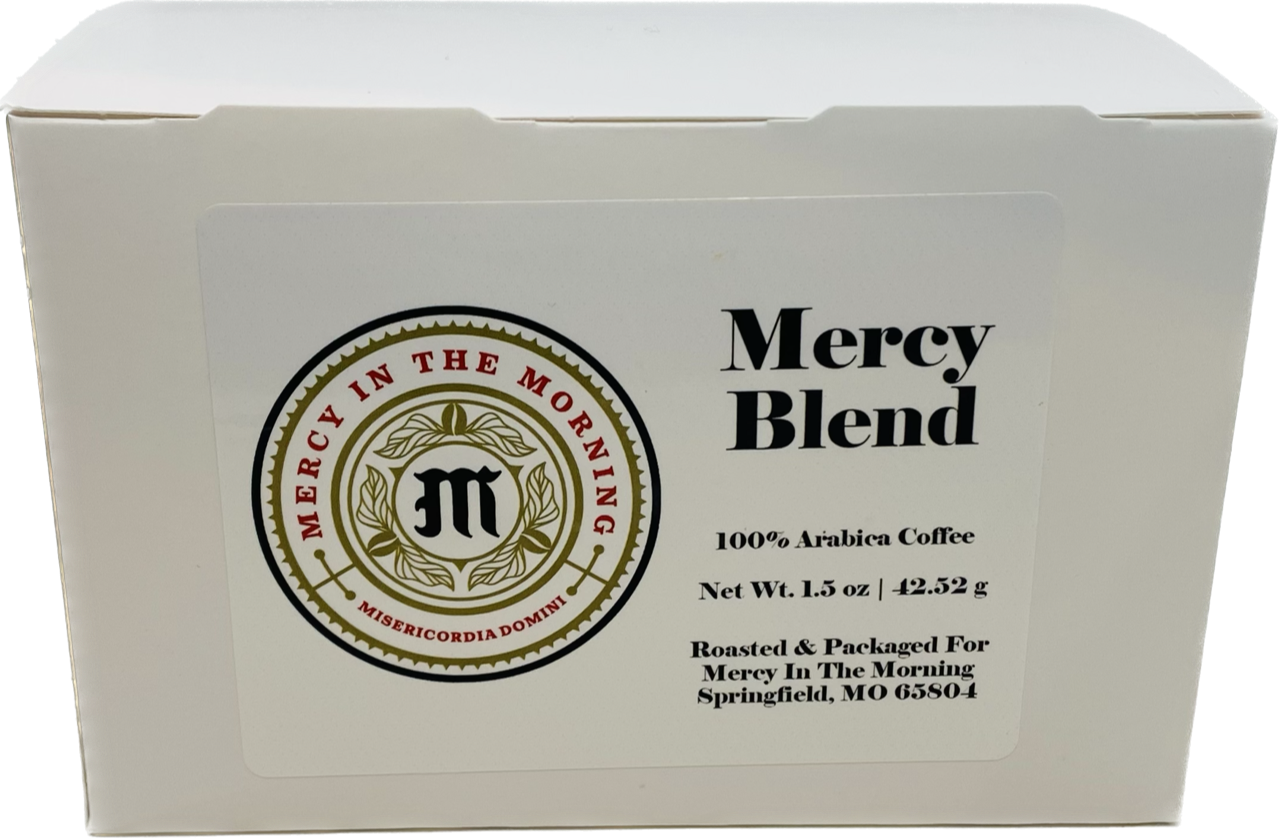 MERCY IN THE MORNING
M
MISERICORDIA DOMINI
Mercy
Blend
100% Arabica Coffee
Net Wt. 1.5 oz | 42.52 g
Roasted & Packaged For
Mercy In The Morning
Springfield, MO 65804